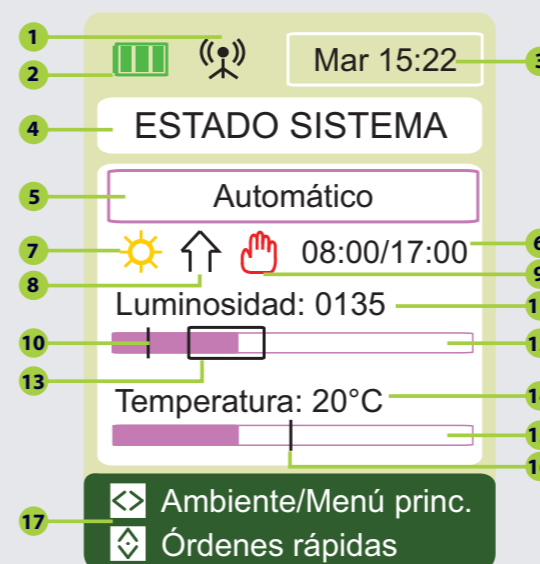 1
2
Mar 15:22
4
ESTADO SISTEMA
5
Automático
7
08:00/17:00
8
Luminosidad: 0135
10
13
Temperatura: 20°C
17
Ambiente/Menú princ.
Órdenes rápidas